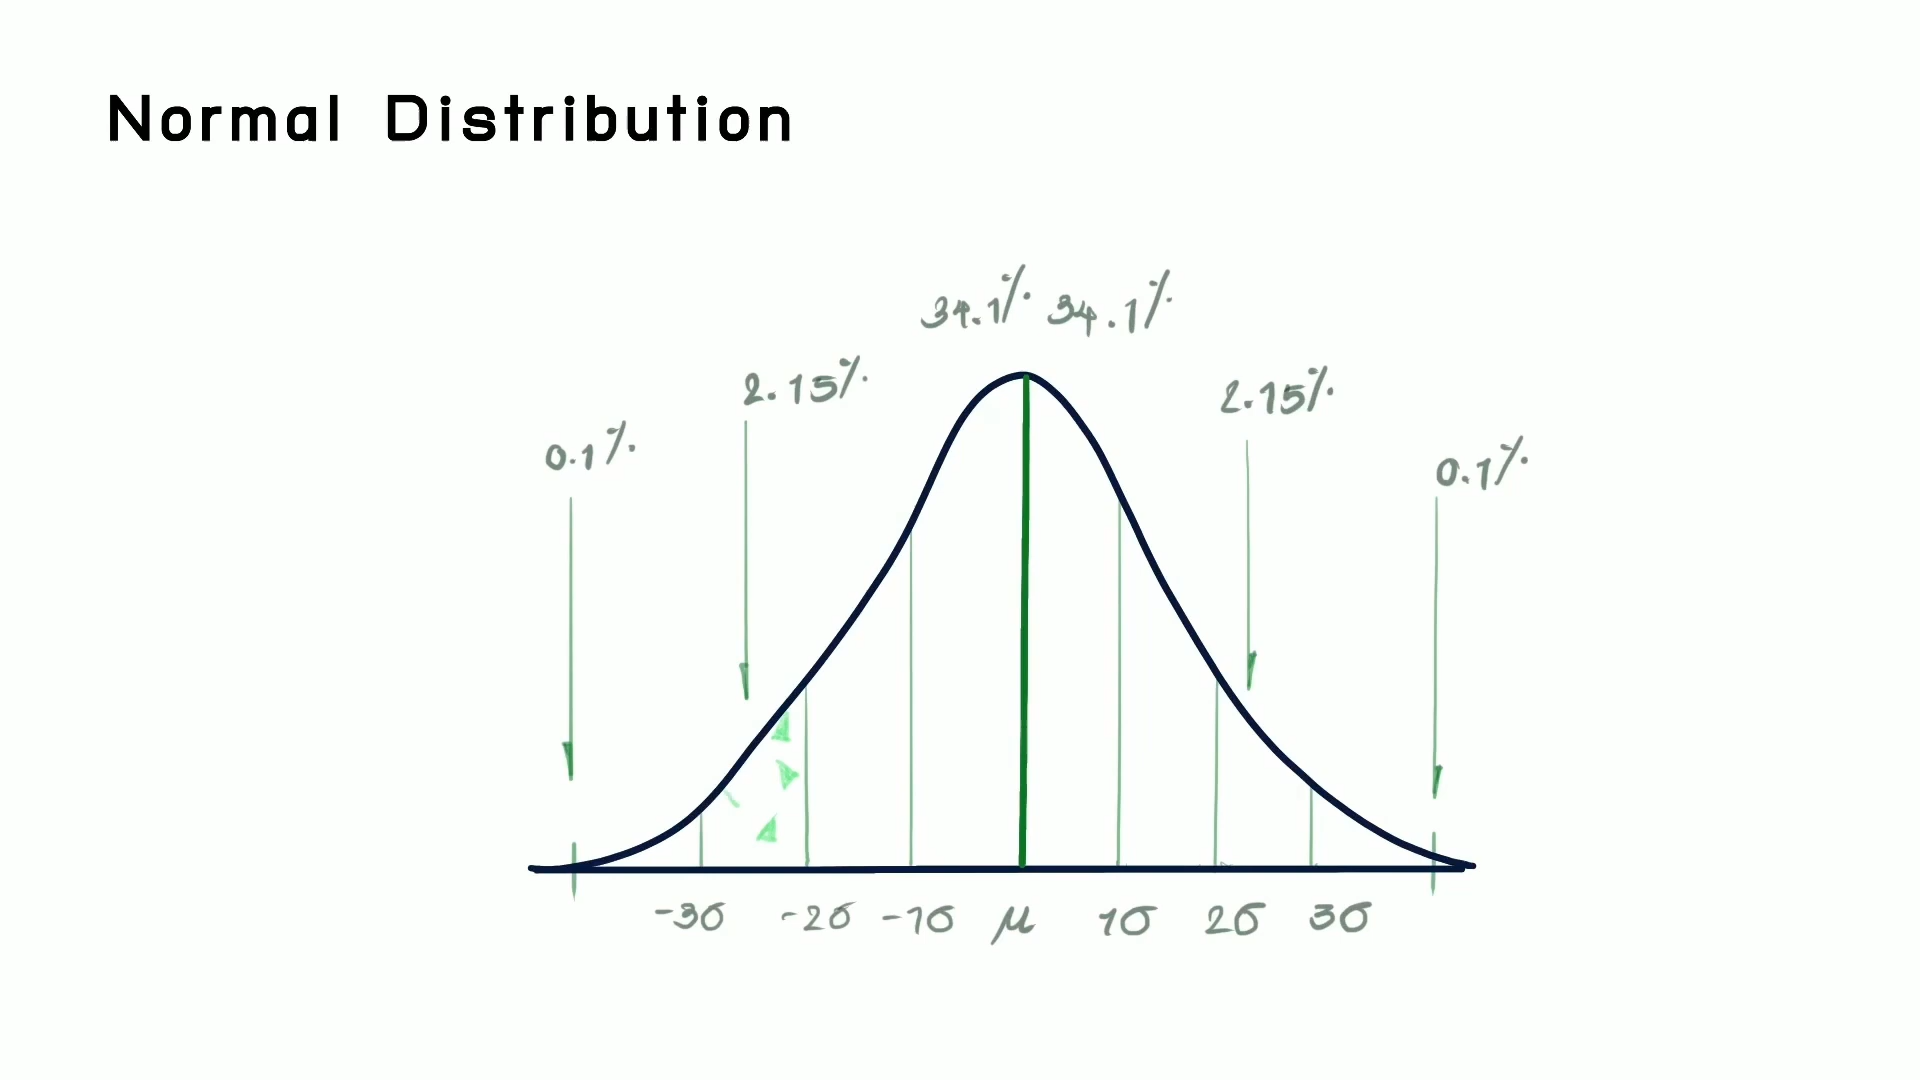 Normal Distribution
34.1% 34.1%
2.15% 2.15%
0.1% 0.1%
-3σ -2σ -1σ μ 1σ 2σ 3σ